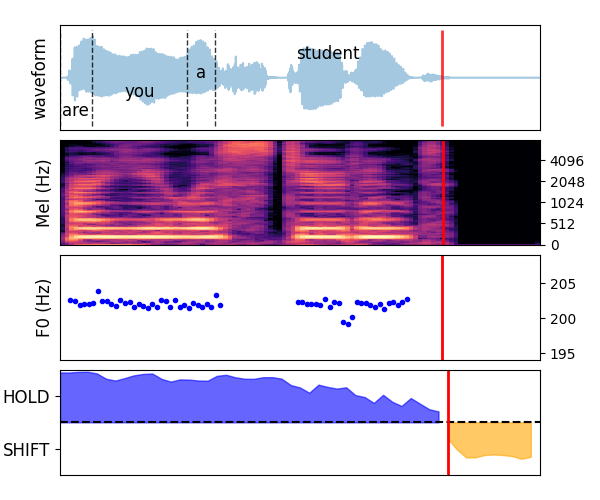 waveform
are
you
a
student
Mel (Hz)
4096
2048
1024
512
0
F0 (Hz)
205
200
195
HOLD
SHIFT